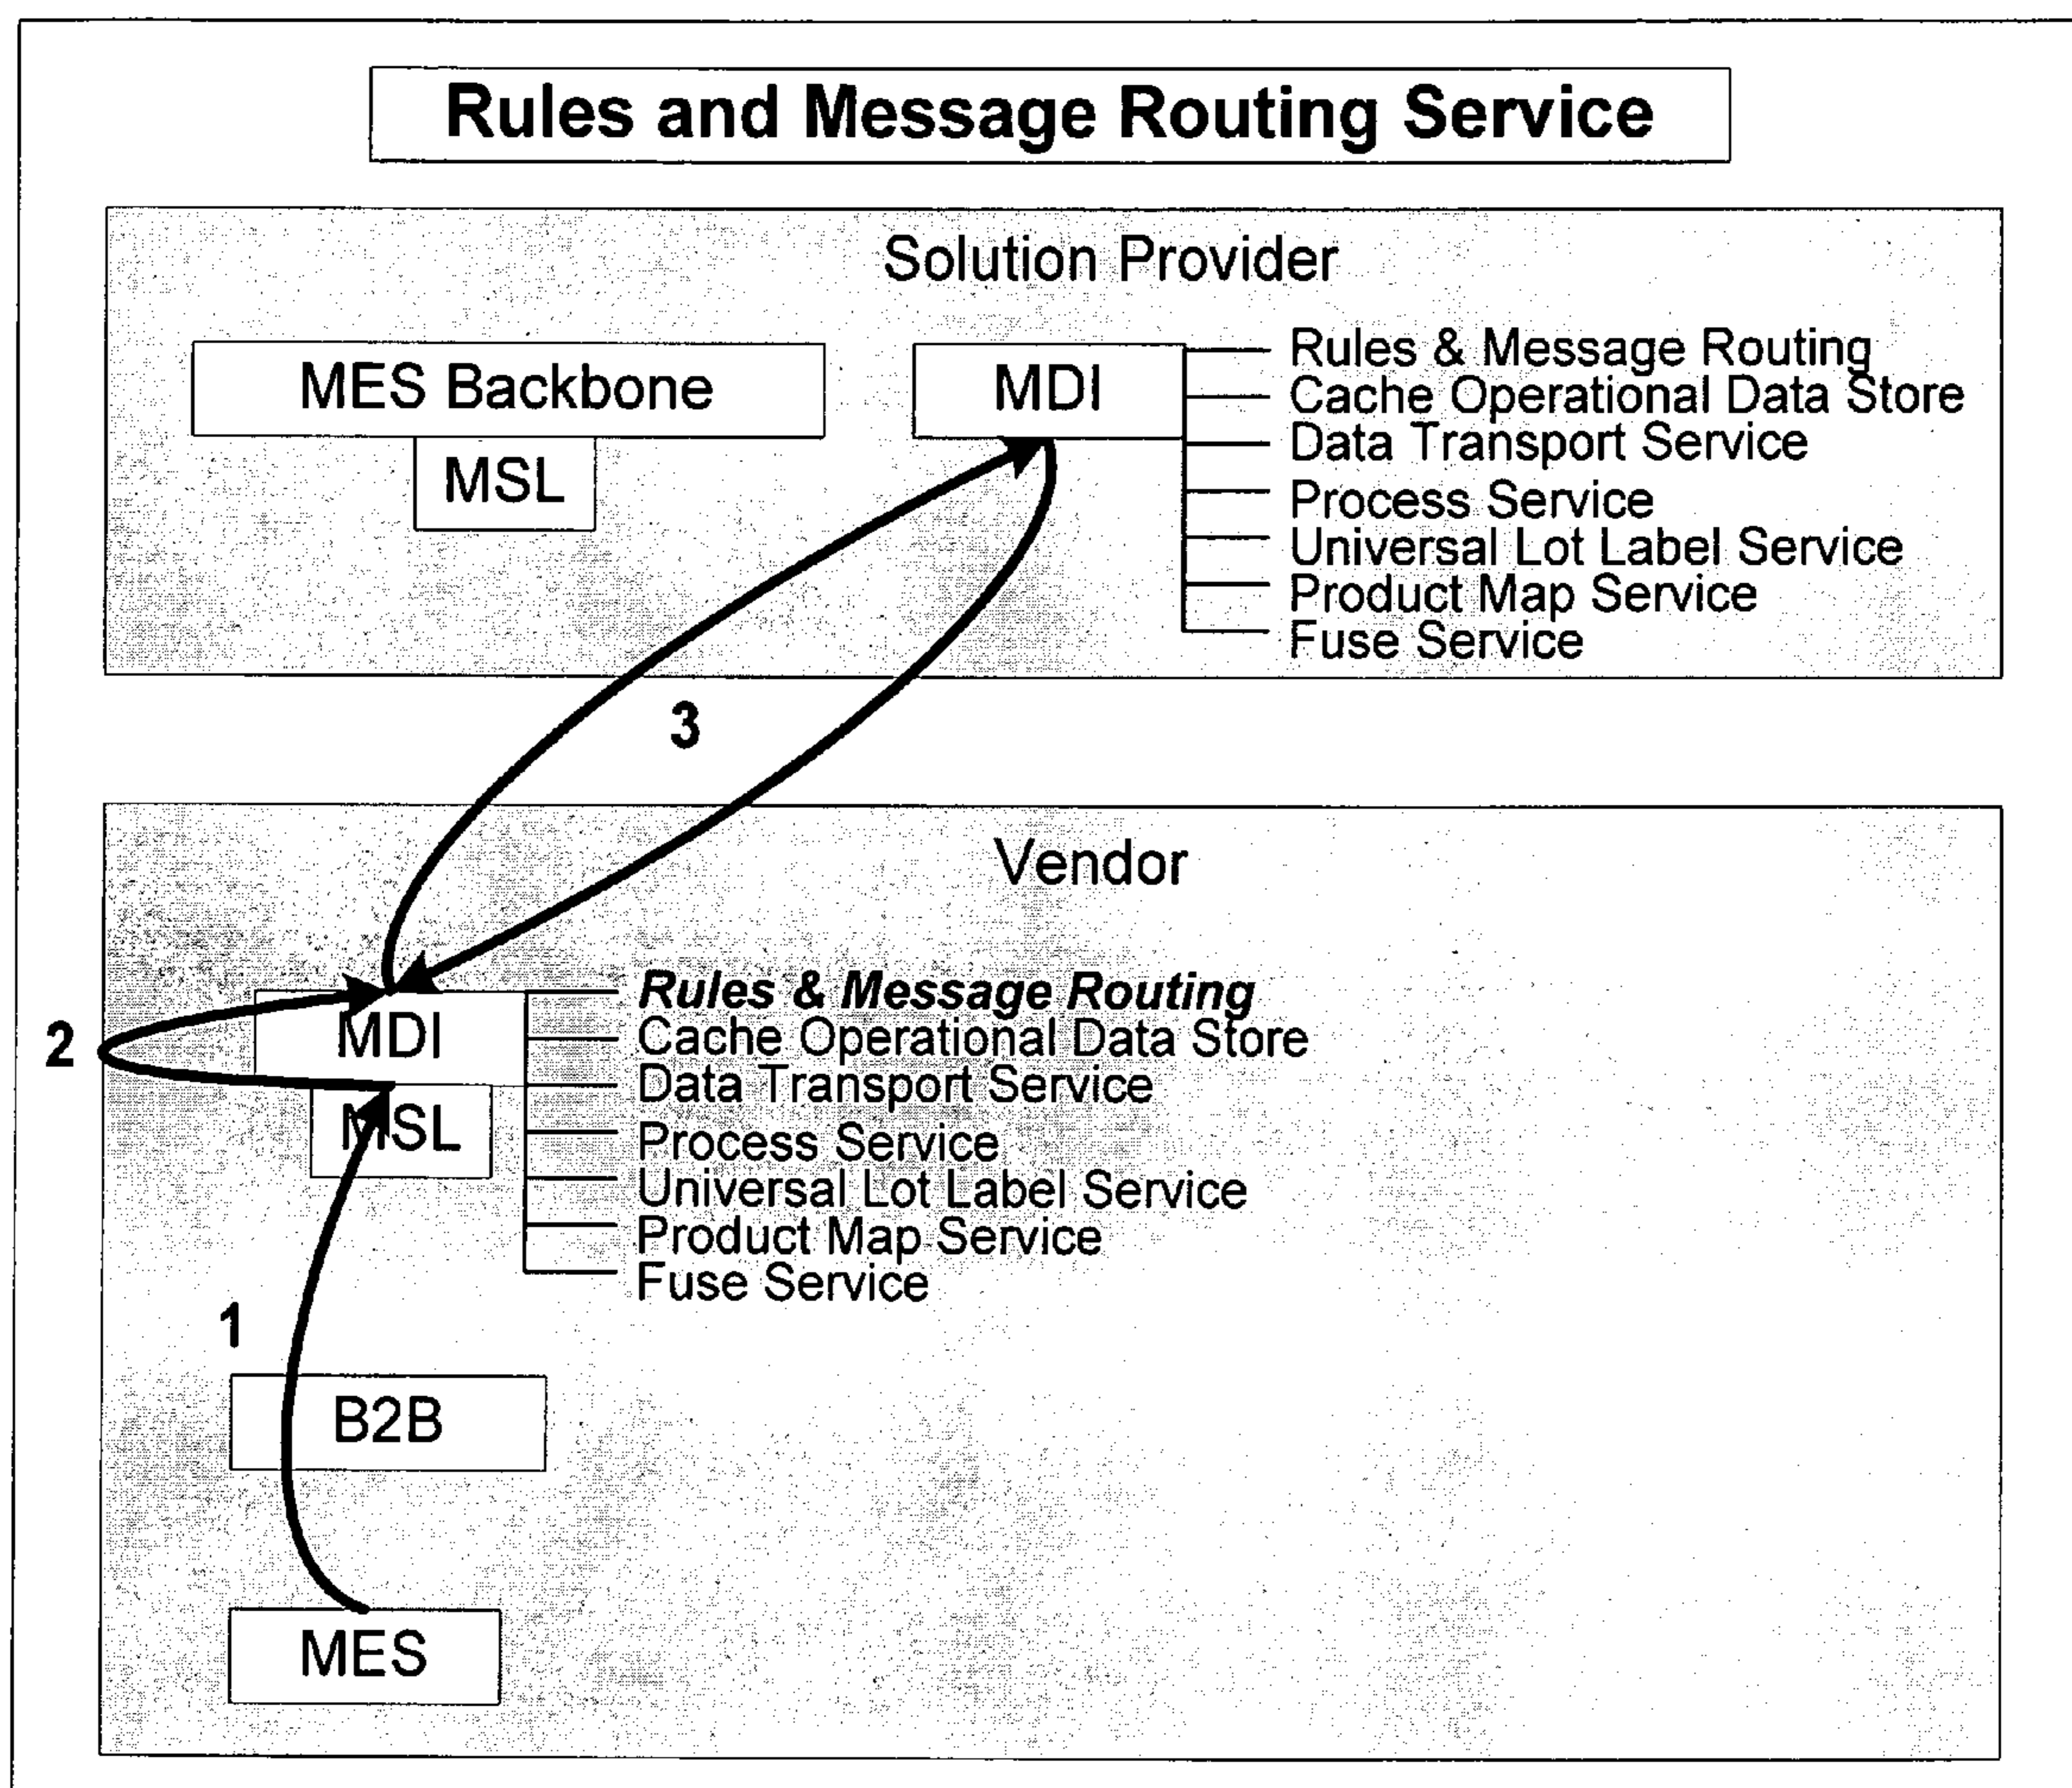 Rules and Message Routing Service
Solution Provider
MES Backbone
MSL
MDI
Rules & Message Routing
Cache Operational Data Store
Data Transport Service
Process Service
Universal Lot Label Service
Product Map Service
Fuse Service
3
Vendor
2
MDI
MSL
Rules & Message Routing
Cache Operational Data Store
Data Transport Service
Process Service
Universal Lot Label Service
Product Map Service
Fuse Service
1
B2B
MES